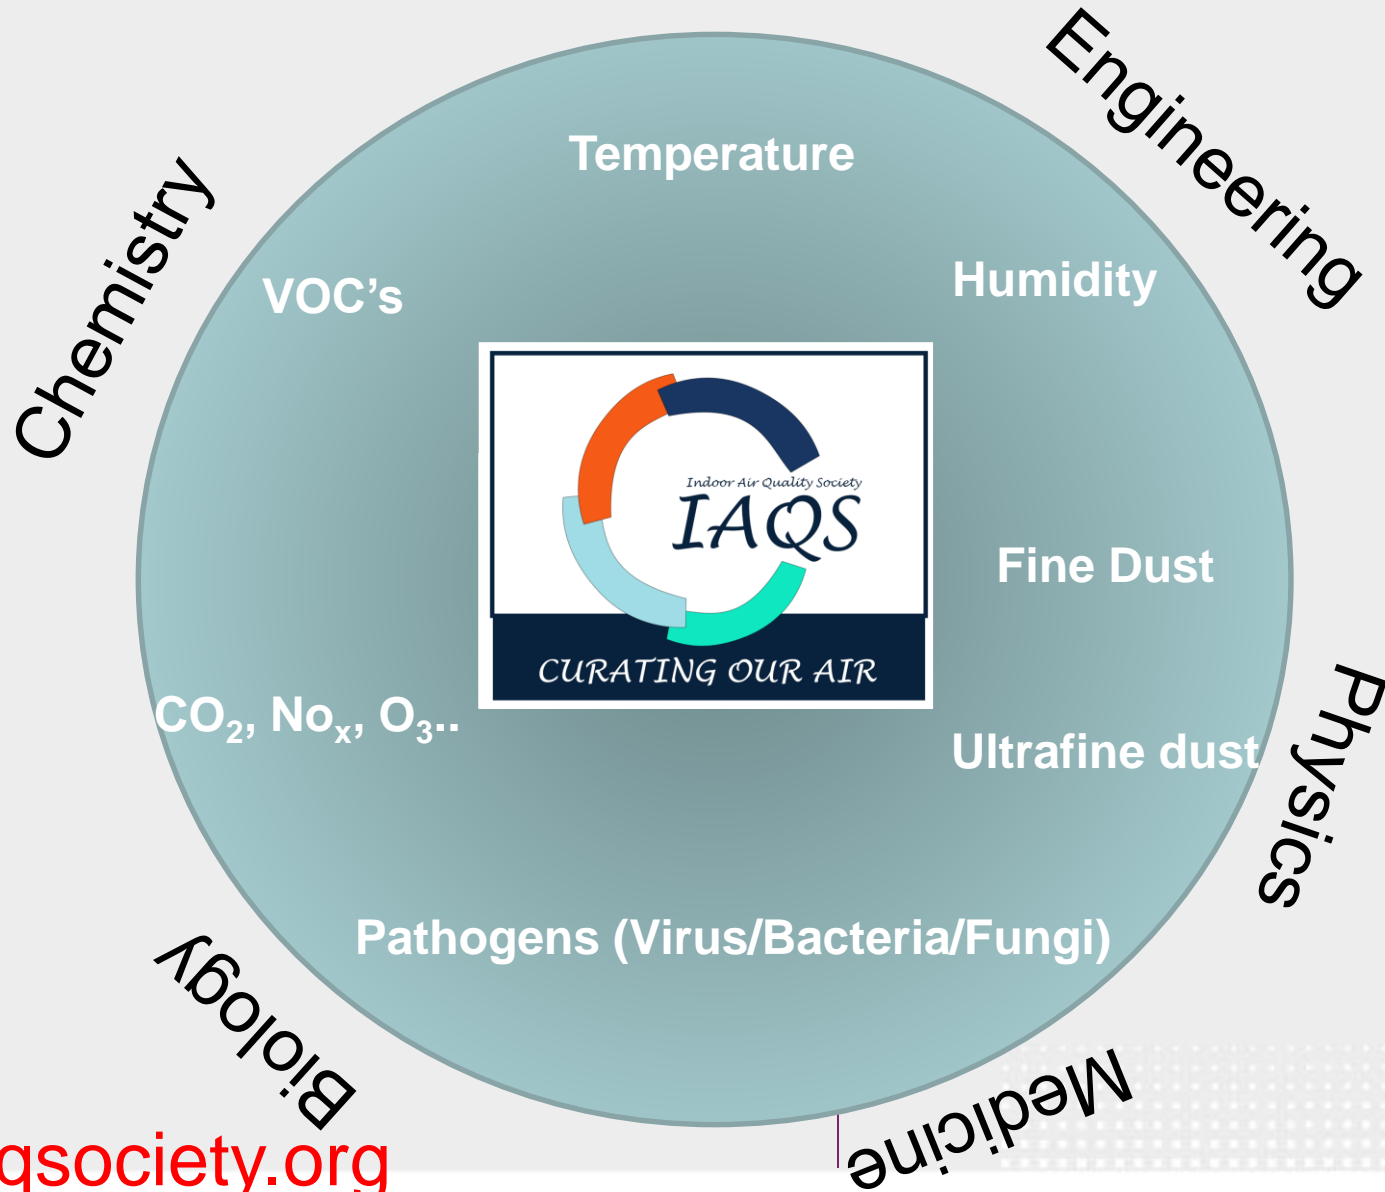 Engineering
Temperature
Chemistry
Humidity
VOC's
Indoor Air Quality Society
IAQS
Fine Dust
CURATING OUR AIR
Physics
CO₂, Noₓ, O₃..
Ultrafine dust
Pathogens (Virus/Bacteria/Fungi)
Biology
Medicine
qsociety.org